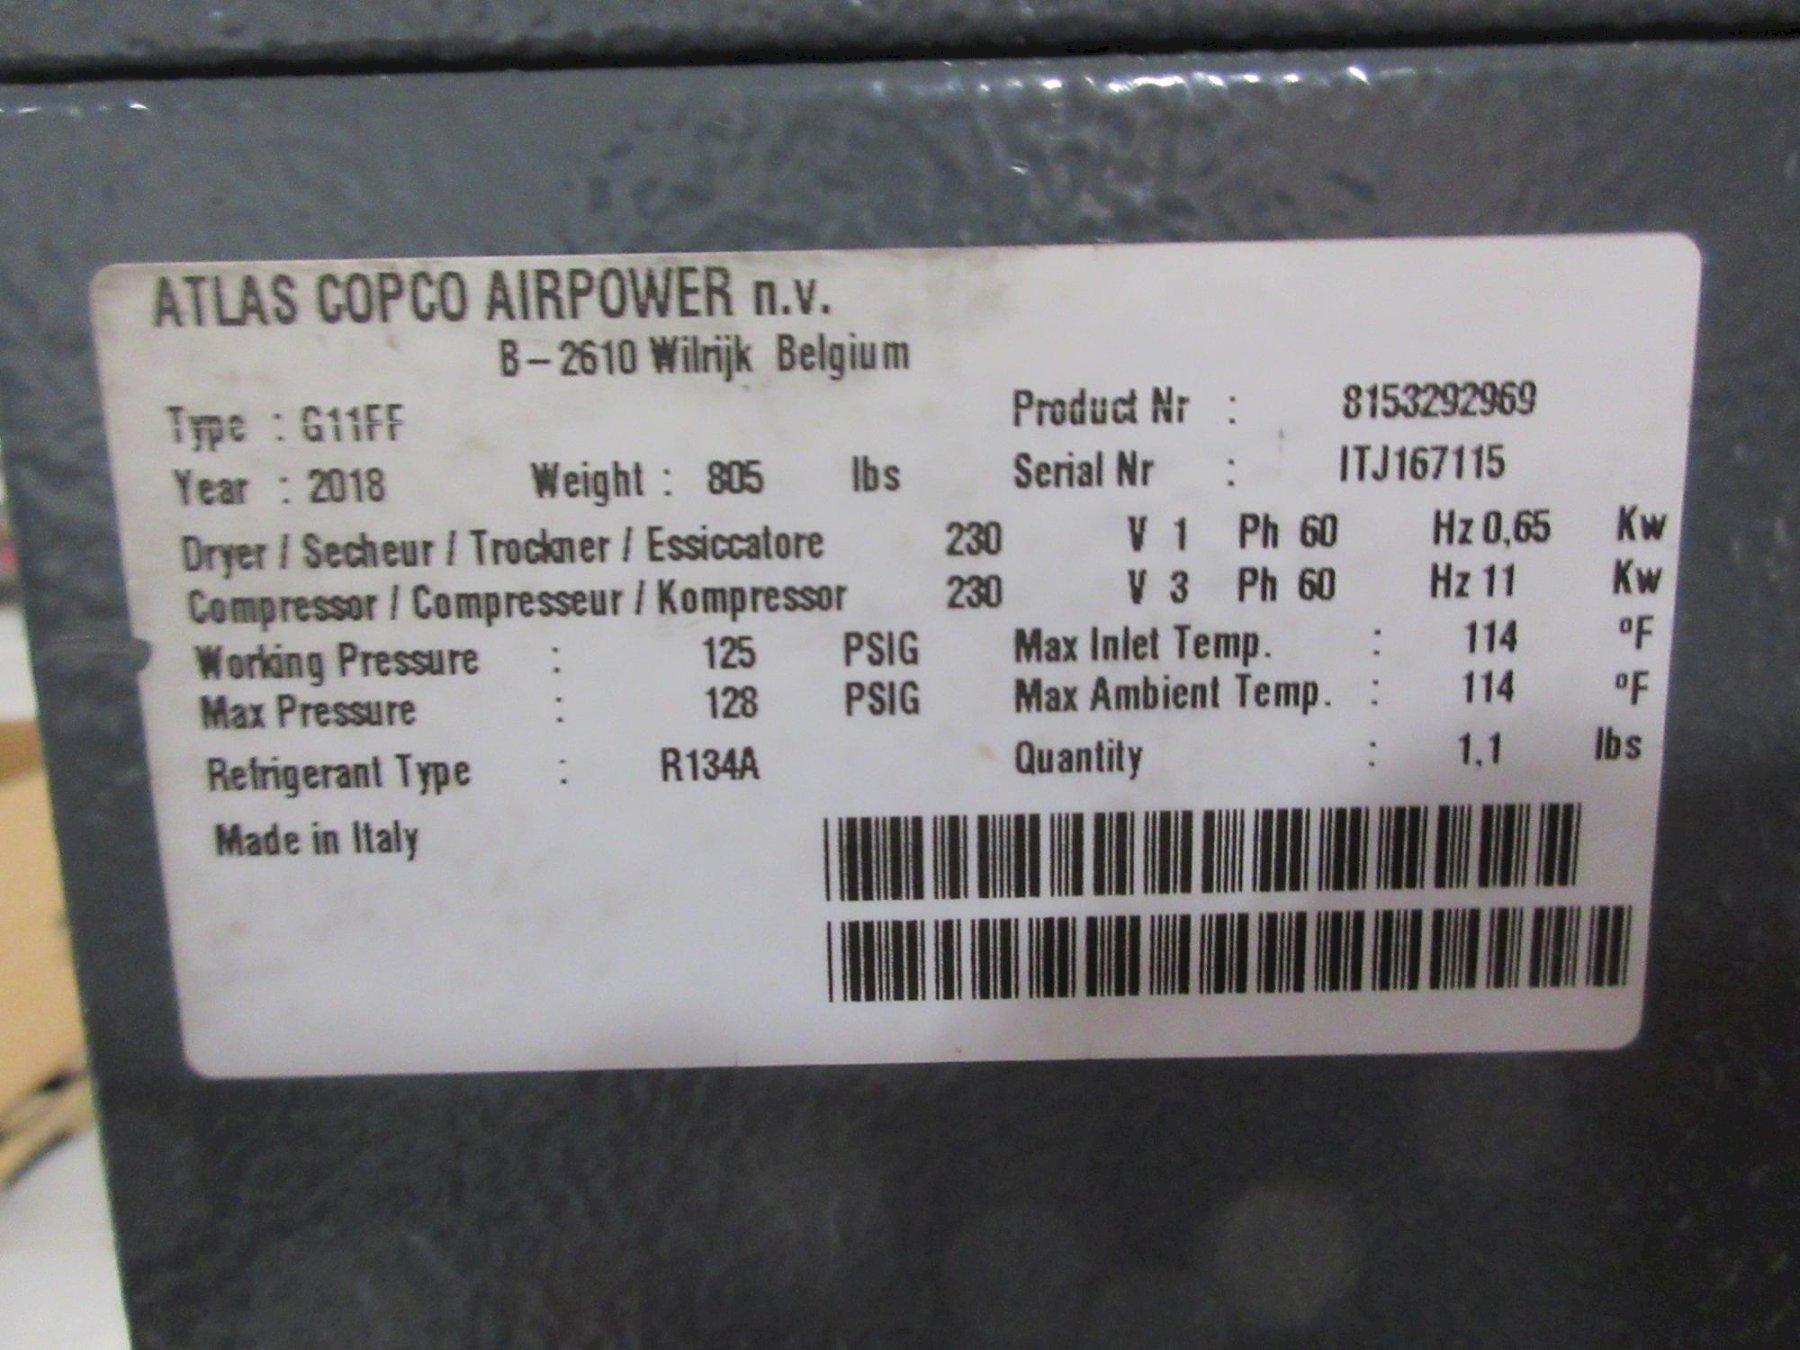 ATLAS COPCO AIRPOWER n.v.
B-2610 Wilrijk Belgium
Type : G11FF Product Nr : 8153292969
Year : 2018 Weight : 805 lbs Serial Nr : ITJ167115
Dryer / Secheur / Trockner / Essiccatore 230 V 1 Ph 60 Hz 0,65 Kw
Compressor / Compresseur / Kompressor 230 V 3 Ph 60 Hz 11 Kw
Working Pressure : 125 PSIG Max Inlet Temp. : 114 ºF
Max Pressure : 128 PSIG Max Ambient Temp. : 114 ºF
Refrigerant Type : R134A Quantity : 1,1 lbs
Made in Italy